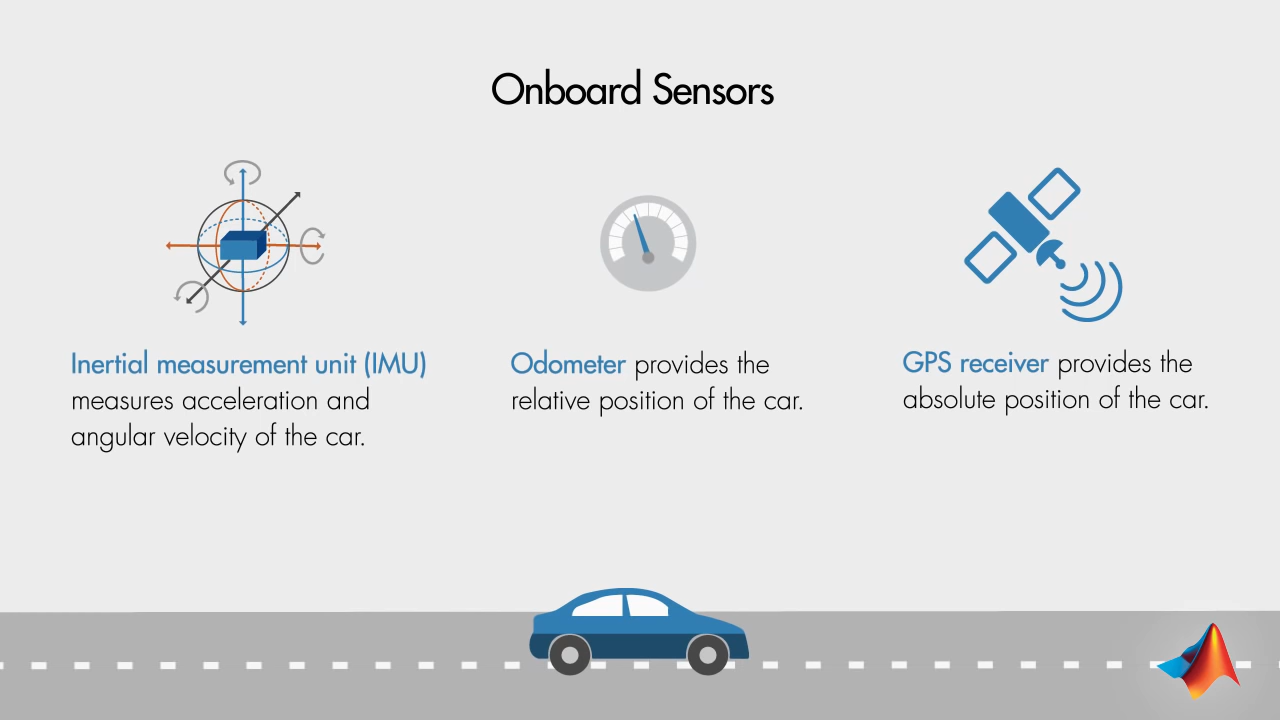 Onboard Sensors
Inertial measurement unit (IMU)
measures acceleration and
angular velocity of the car.
Odometer provides the
relative position of the car.
GPS receiver provides the
absolute position of the car.